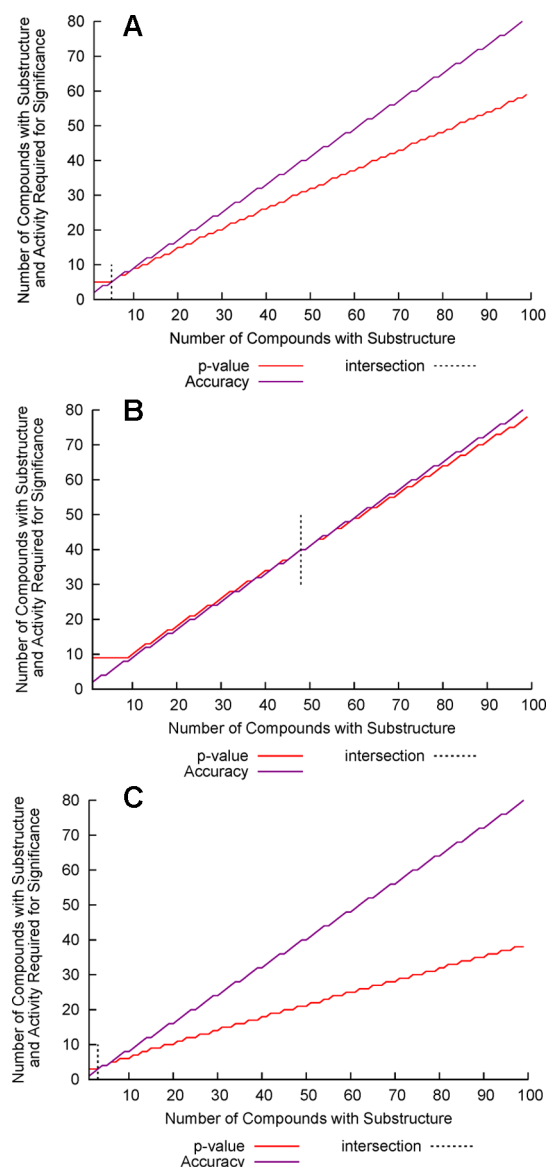 A
80
70
60
50
40
30
20
10
0
Number of Compounds with Substructure
and Activity Required for Significance
10 20 30 40 50 60 70 80 90 100
Number of Compounds with Substructure
p-value intersection
Accuracy
B
80
70
60
50
40
30
20
10
0
Number of Compounds with Substructure
and Activity Required for Significance
10 20 30 40 50 60 70 80 90 100
Number of Compounds with Substructure
p-value intersection
Accuracy
C
80
70
60
50
40
30
20
10
0
Number of Compounds with Substructure
and Activity Required for Significance
10 20 30 40 50 60 70 80 90 100
Number of Compounds with Substructure
p-value intersection
Accuracy